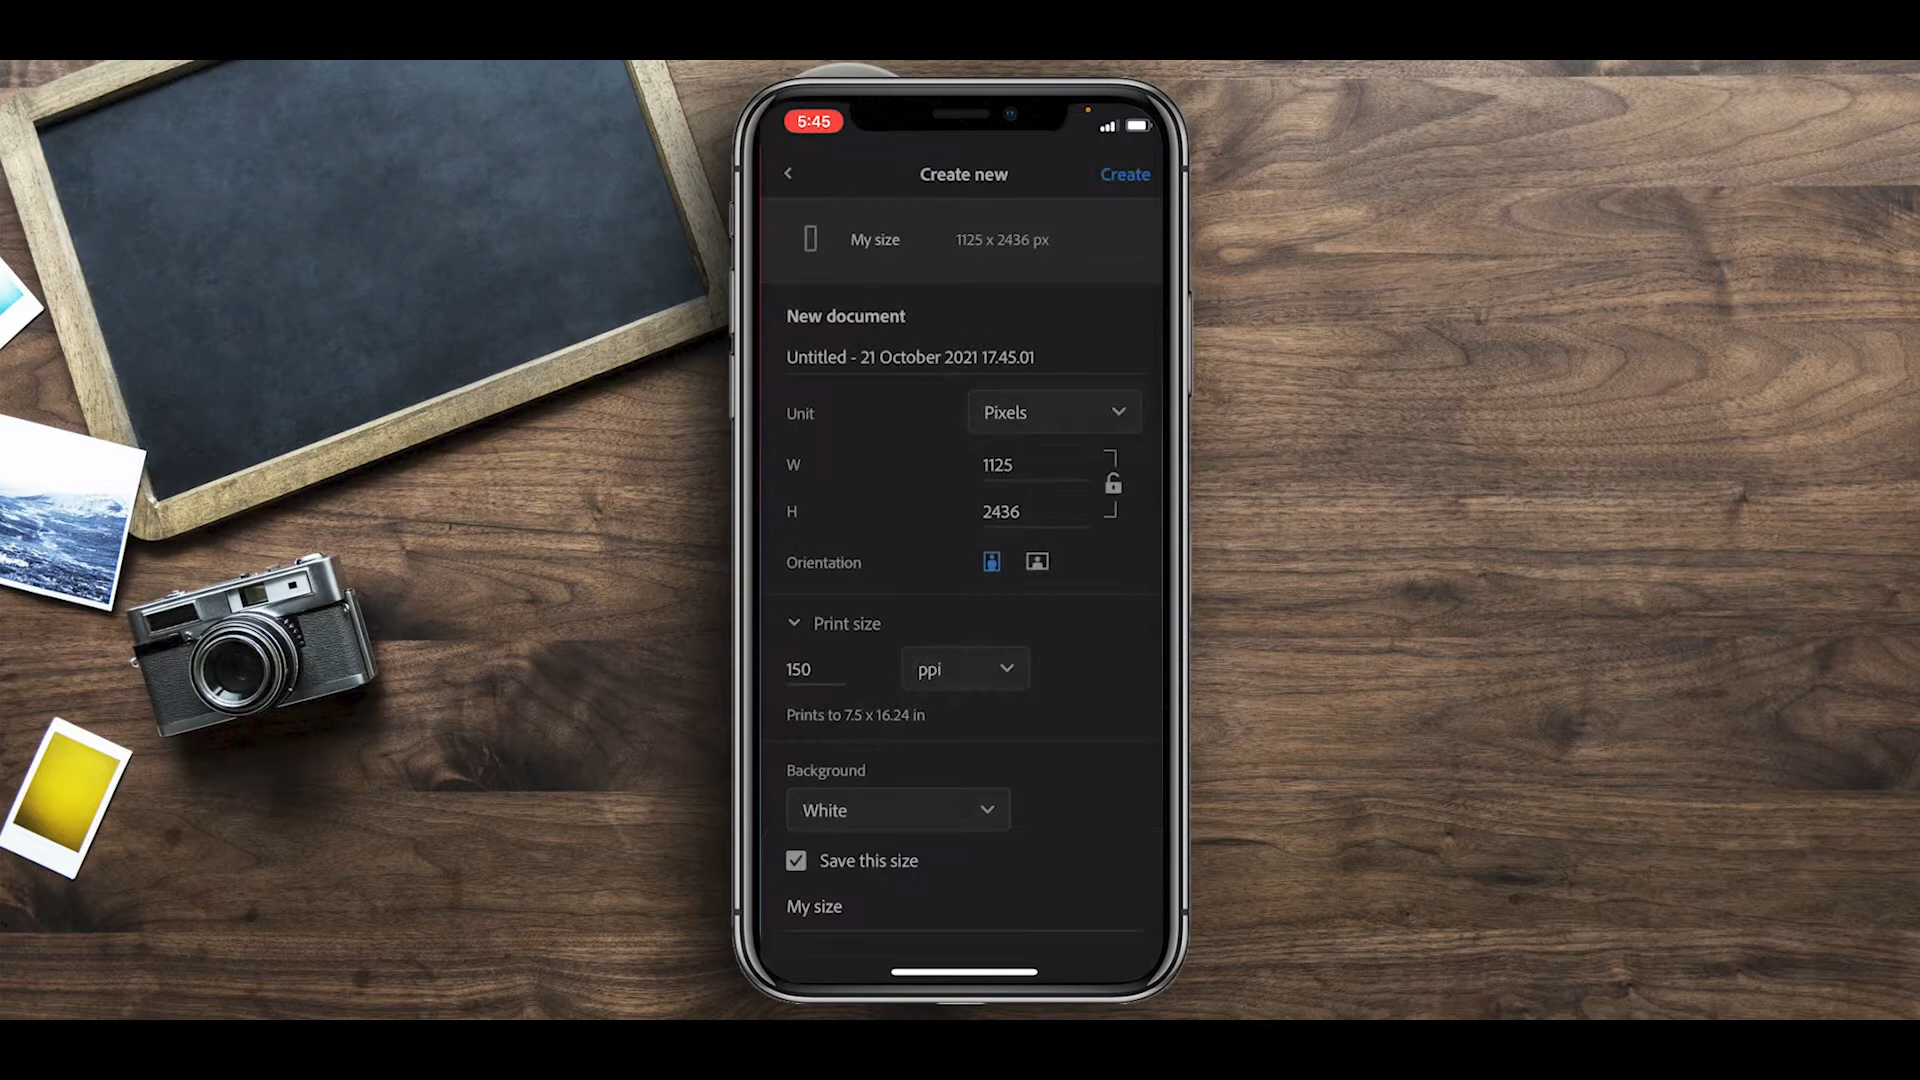 5:45
Create new
Create
My size 1125 x 2436 px
New document
Untitled - 21 October 2021 17.45.01
Unit Pixels
W 1125
H 2436
Orientation
Print size
150 ppi
Prints to 7.5 x 16.24 in
Background
White
Save this size
My size